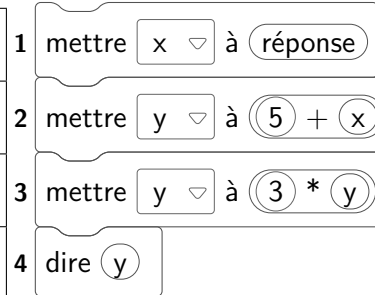 1 mettre x à réponse
2 mettre y à 5 + x
3 mettre y à 3 * y
4 dire y